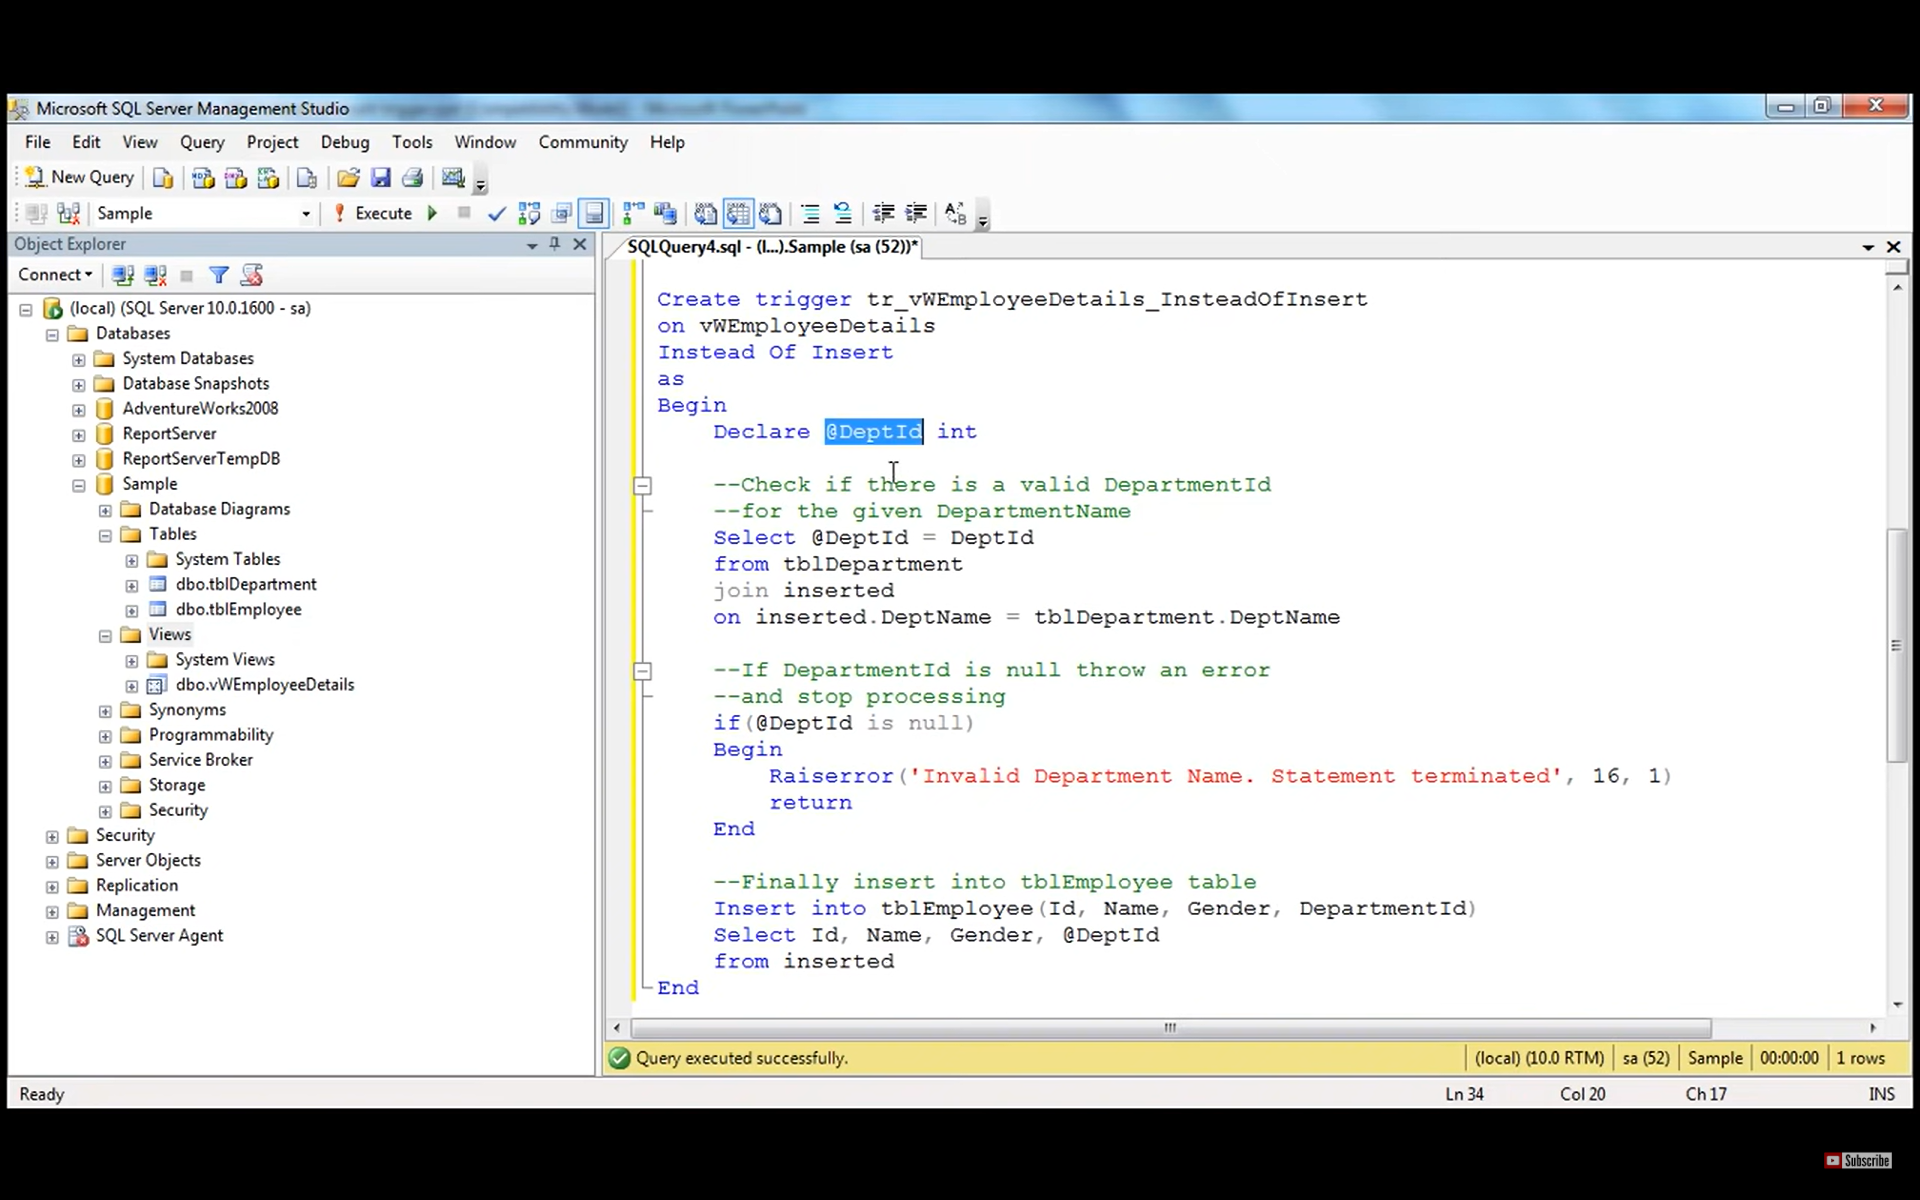 Microsoft SQL Server Management Studio
File Edit View Query Project Debug Tools Window Community Help
New Query
Sample Execute
Object Explorer
Connect
(local) (SQL Server 10.0.1600 - sa)
Databases
System Databases
Database Snapshots
AdventureWorks2008
ReportServer
ReportServerTempDB
Sample
Database Diagrams
Tables
System Tables
dbo.tblDepartment
dbo.tblEmployee
Views
System Views
dbo.vWEmployeeDetails
Synonyms
Programmability
Service Broker
Storage
Security
Security
Server Objects
Replication
Management
SQL Server Agent
SQLQuery4.sql - (l...).Sample (sa (52))*
Create trigger tr_vWEmployeeDetails_InsteadOfInsert
on vWEmployeeDetails
Instead Of Insert
as
Begin
Declare @DeptId int
--Check if there is a valid DepartmentId
--for the given DepartmentName
Select @DeptId = DeptId
from tblDepartment
join inserted
on inserted.DeptName = tblDepartment.DeptName
--If DepartmentId is null throw an error
--and stop processing
if(@DeptId is null)
Begin
Raiserror('Invalid Department Name. Statement terminated', 16, 1)
return
End
--Finally insert into tblEmployee table
Insert into tblEmployee(Id, Name, Gender, DepartmentId)
Select Id, Name, Gender, @DeptId
from inserted
End
Query executed successfully. (local) (10.0 RTM) sa (52) Sample 00:00:00 1 rows
Ready Ln 34 Col 20 Ch 17 INS
Subscribe